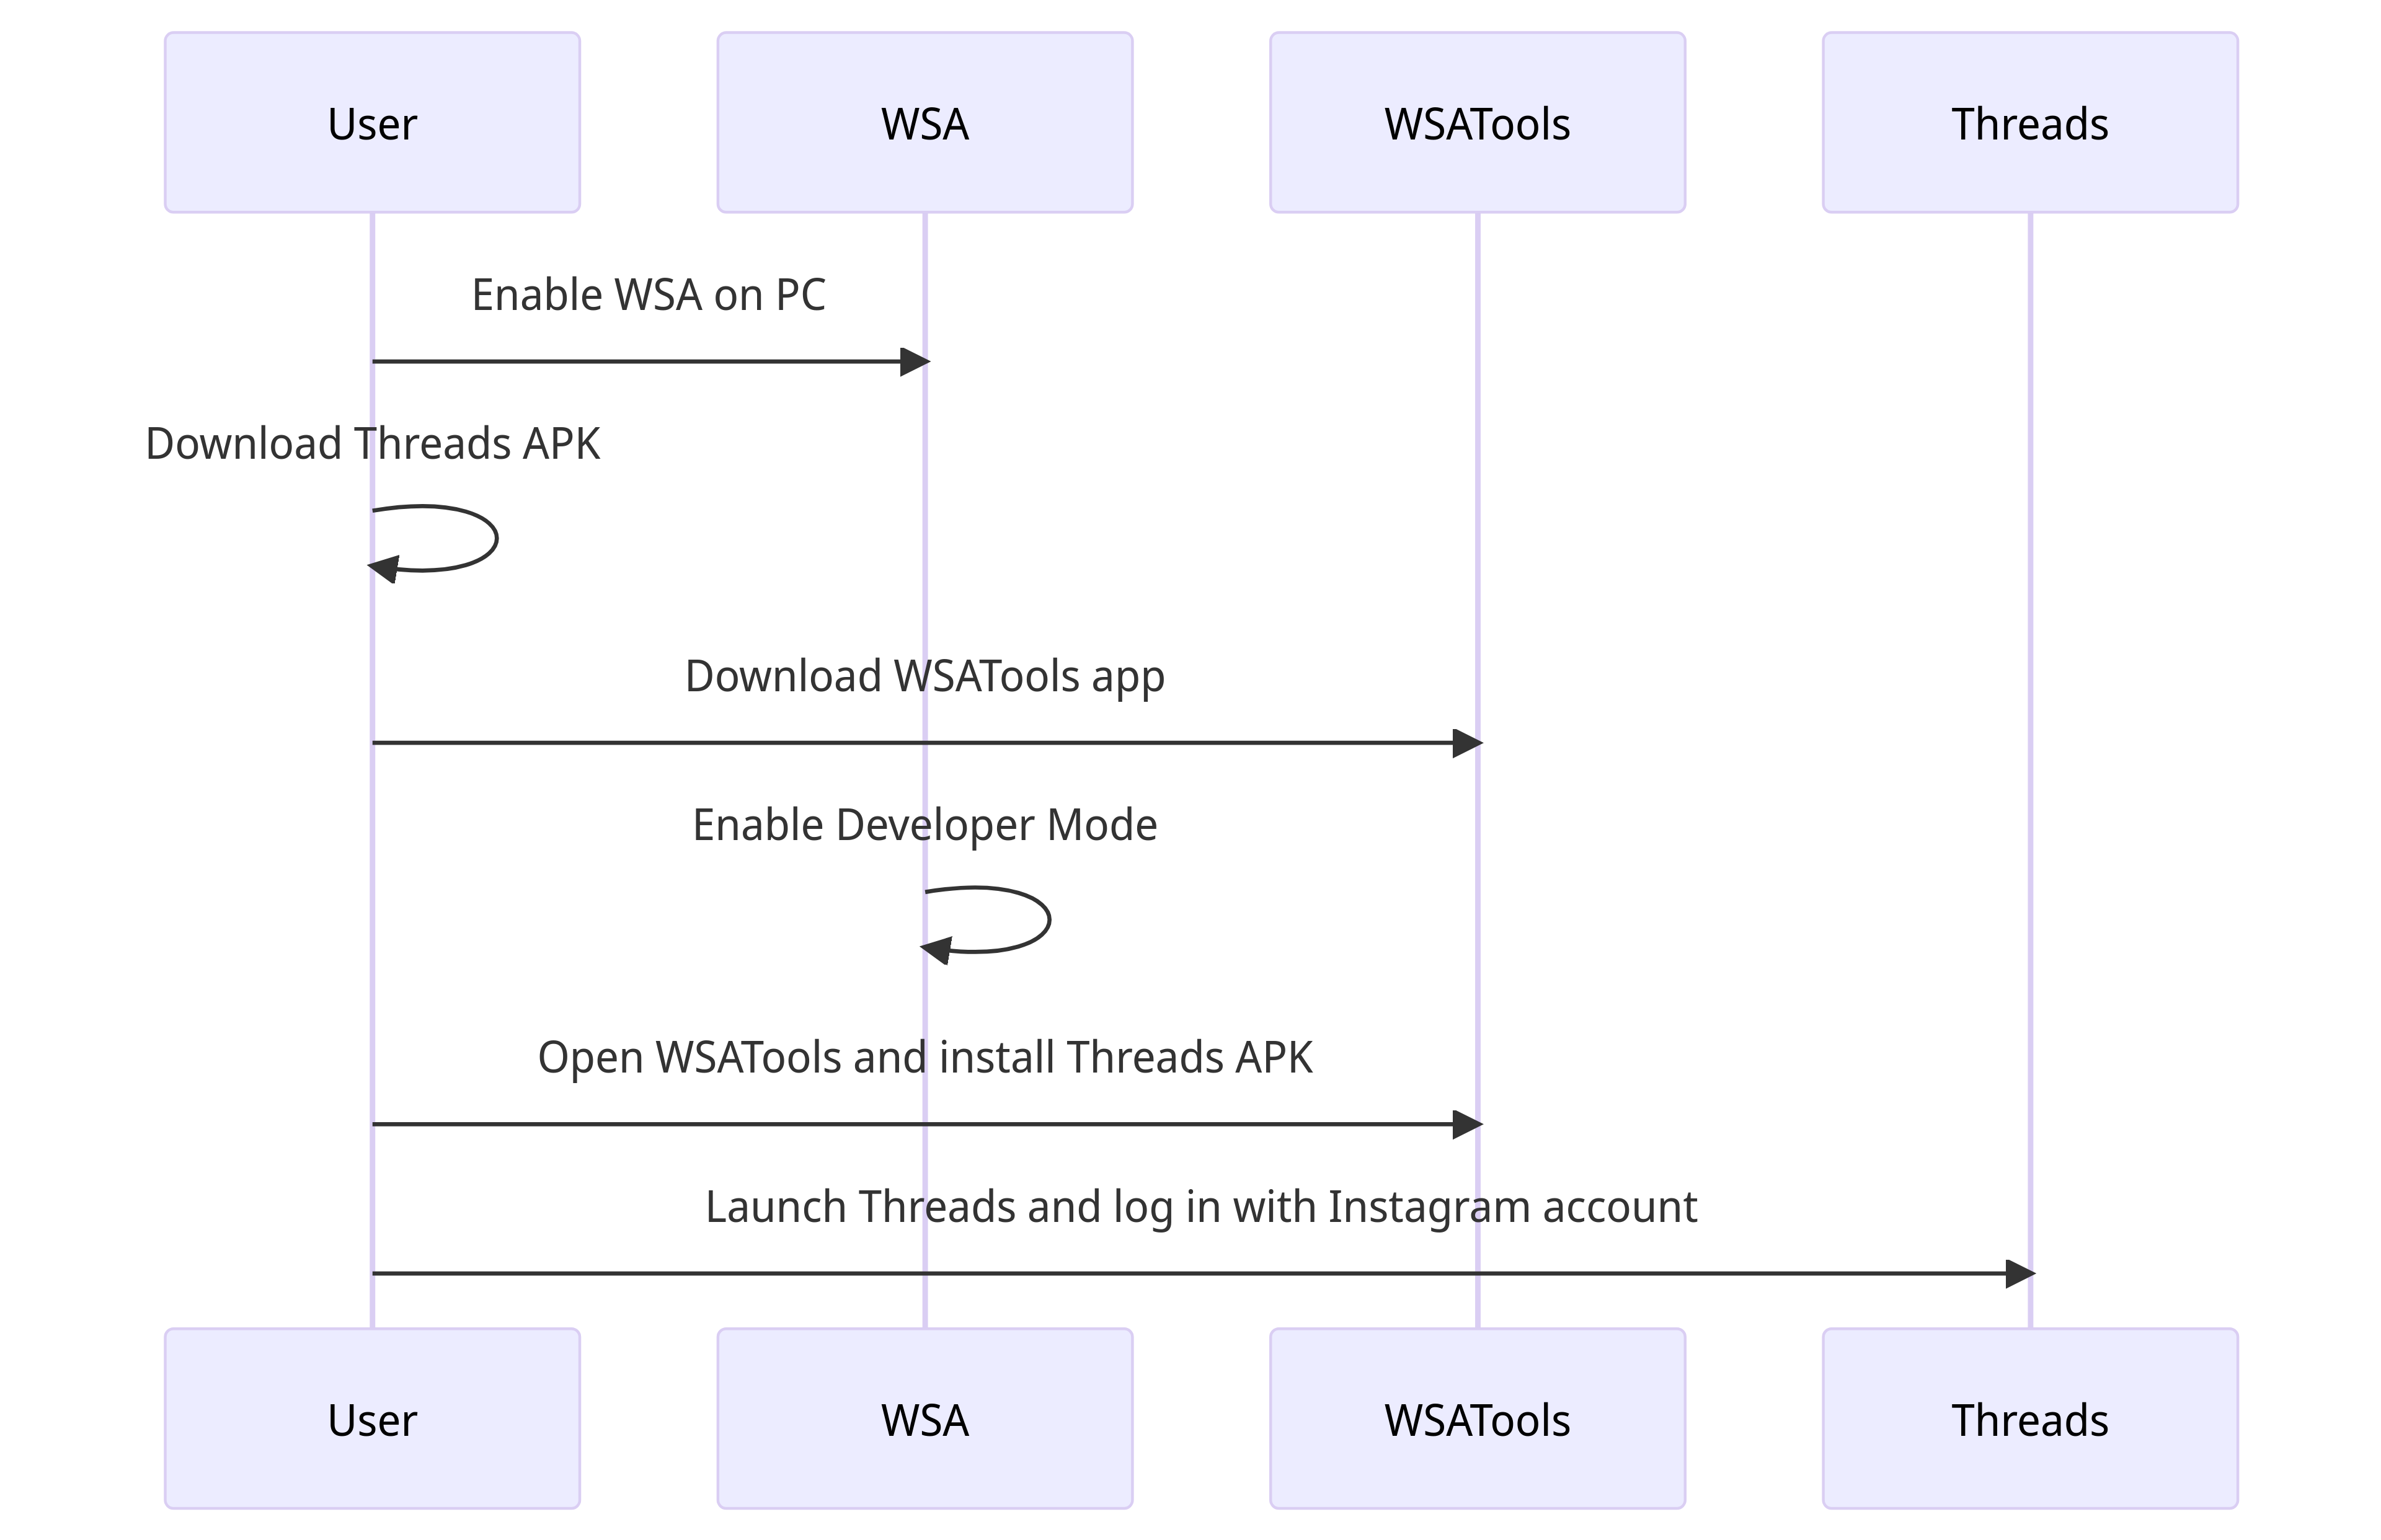 User
WSA
WSATools
Threads
Enable WSA on PC
Download Threads APK
Download WSATools app
Enable Developer Mode
Open WSATools and install Threads APK
Launch Threads and log in with Instagram account
User
WSA
WSATools
Threads